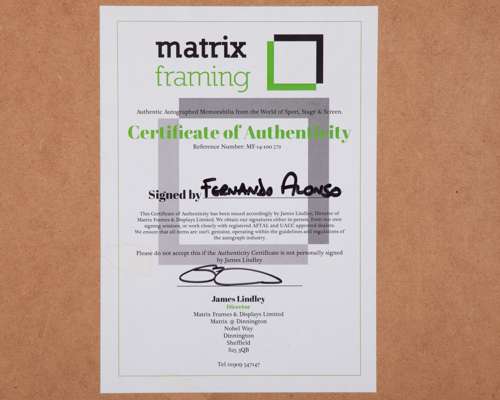 matrix
framing
Authentic Autographed Memorabilia from the World of Sport, Stage & Screen.
Certificate of Authenticity
Reference Number: MF-14-100 572
Signed by FERNANDO ALONSO
This Certificate of Authenticity has been issued accordingly by James Lindley, Director of
Matrix Frames & Displays Limited. We obtain our signatures either in person, from our own
signing sessions, or work closely with registered AFTAL and UACC approved dealers.
We ensure that all items are 100% genuine, operating within the guidelines and regulations of
the autograph industry.
Please do not accept this if the Authenticity Certificate is not personally signed
by James Lindley
James Lindley
Director
Matrix Frames & Displays Limited
Matrix @ Dinnington
Nobel Way
Dinnington
Sheffield
S25 3QB
Tel 01909 547147